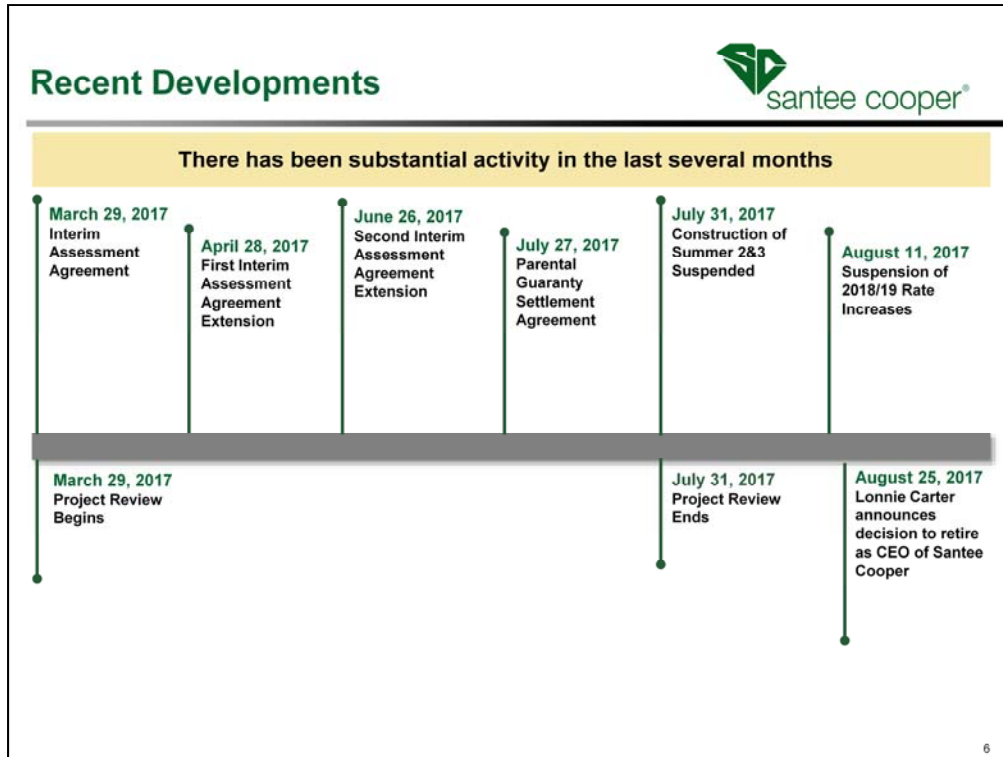 Recent Developments
santee cooper®
There has been substantial activity in the last several months
March 29, 2017
Interim
Assessment
Agreement
April 28, 2017
First Interim
Assessment
Agreement
Extension
June 26, 2017
Second Interim
Assessment
Agreement
Extension
July 27, 2017
Parental
Guaranty
Settlement
Agreement
July 31, 2017
Construction of
Summer 2&3
Suspended
August 11, 2017
Suspension of
2018/19 Rate
Increases
March 29, 2017
Project Review
Begins
July 31, 2017
Project Review
Ends
August 25, 2017
Lonnie Carter
announces
decision to retire
as CEO of Santee
Cooper
6